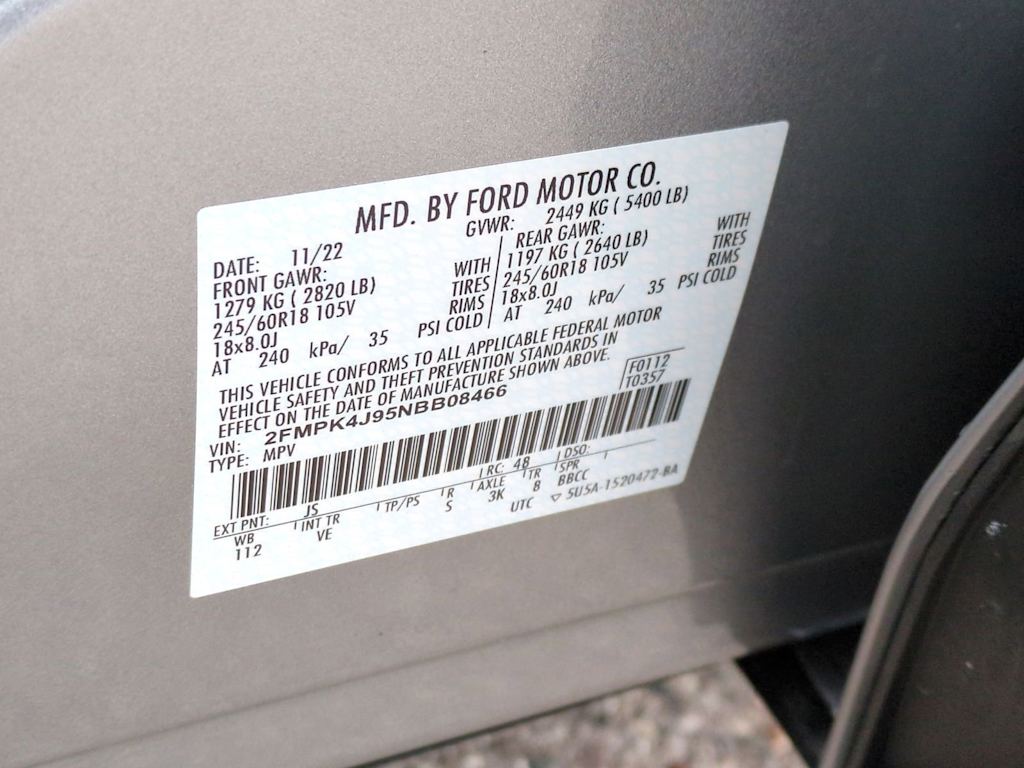 MFD. BY FORD MOTOR CO.
DATE: 11/22 GVWR: 2449 KG ( 5400 LB)
FRONT GAWR: REAR GAWR:
1279 KG ( 2820 LB) WITH 1197 KG ( 2640 LB) WITH
245/60R18 105V TIRES 245/60R18 105V TIRES
18x8.0J RIMS 18x8.0J RIMS
AT 240 kPa/ 35 PSI COLD AT 240 kPa/ 35 PSI COLD
THIS VEHICLE CONFORMS TO ALL APPLICABLE FEDERAL MOTOR
VEHICLE SAFETY AND THEFT PREVENTION STANDARDS IN
EFFECT ON THE DATE OF MANUFACTURE SHOWN ABOVE.
VIN: 2FMPK4J95NBB08466 F0112
TYPE: MPV T0357
EXT PNT: JS RC: 48 DSO:
WB INT TR TP/PS R AXLE TR SPR
112 VE S 3K 8 BBCC
UTC ▽ 5U5A-1520472-BA